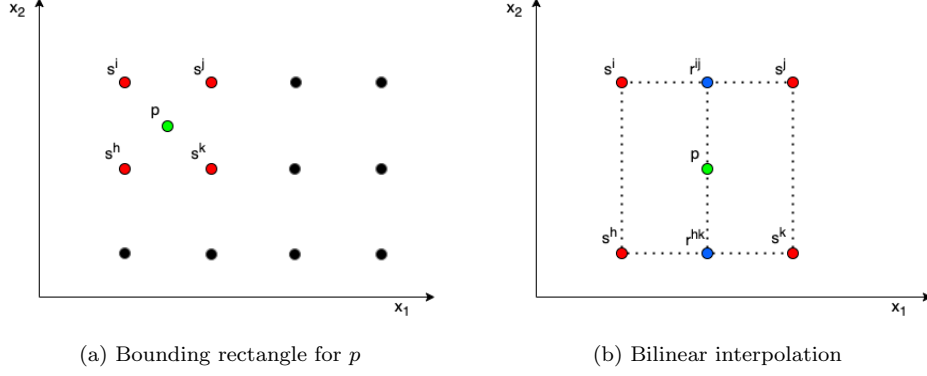 x2
s^i s^j
p
s^h s^k
x1
(a) Bounding rectangle for p
x2
s^i r^ij s^j
p
s^h r^hk s^k
x1
(b) Bilinear interpolation